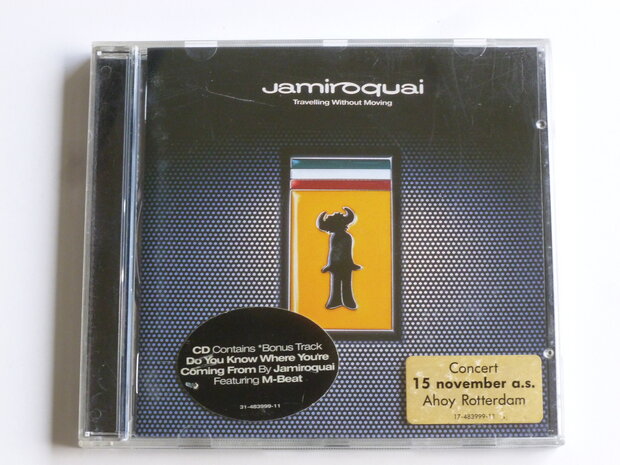 Jamiroquai
Travelling Without Moving
CD Contains *Bonus Track
Do You Know Where You're
Coming From By Jamiroquai
Featuring M-Beat
31-483999-11
Concert
15 november a.s.
Ahoy Rotterdam
17-483999-11